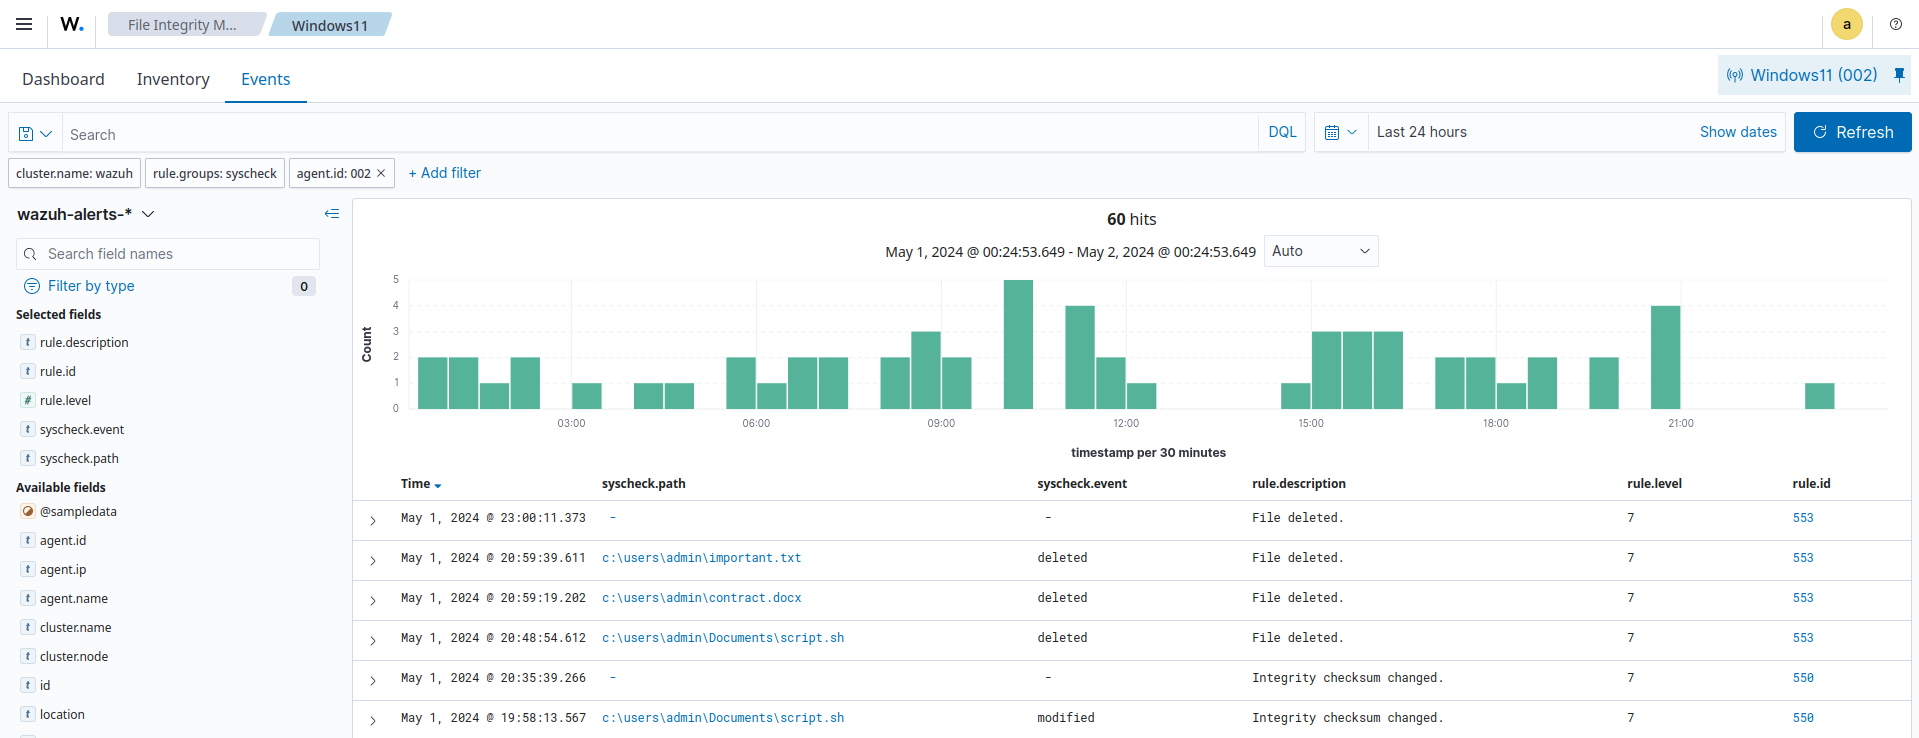 W.
File Integrity M...
Windows11
a
Dashboard
Inventory
Events
Windows11 (002)
Search
DQL
Last 24 hours
Show dates
Refresh
cluster.name: wazuh
rule.groups: syscheck
agent.id: 002 ×
+ Add filter
wazuh-alerts-*
Search field names
Filter by type
0
Selected fields
t rule.description
t rule.id
# rule.level
t syscheck.event
t syscheck.path
Available fields
@sampledata
t agent.id
t agent.ip
t agent.name
t cluster.name
t cluster.node
t id
t location
60 hits
May 1, 2024 @ 00:24:53.649 - May 2, 2024 @ 00:24:53.649
Auto
Count
5
4
3
2
1
0
03:00 06:00 09:00 12:00 15:00 18:00 21:00
timestamp per 30 minutes
Time syscheck.path syscheck.event rule.description rule.level rule.id
May 1, 2024 @ 23:00:11.373 - - File deleted. 7 553
May 1, 2024 @ 20:59:39.611 c:\users\admin\important.txt deleted File deleted. 7 553
May 1, 2024 @ 20:59:19.202 c:\users\admin\contract.docx deleted File deleted. 7 553
May 1, 2024 @ 20:48:54.612 c:\users\admin\Documents\script.sh deleted File deleted. 7 553
May 1, 2024 @ 20:35:39.266 - - Integrity checksum changed. 7 550
May 1, 2024 @ 19:58:13.567 c:\users\admin\Documents\script.sh modified Integrity checksum changed. 7 550